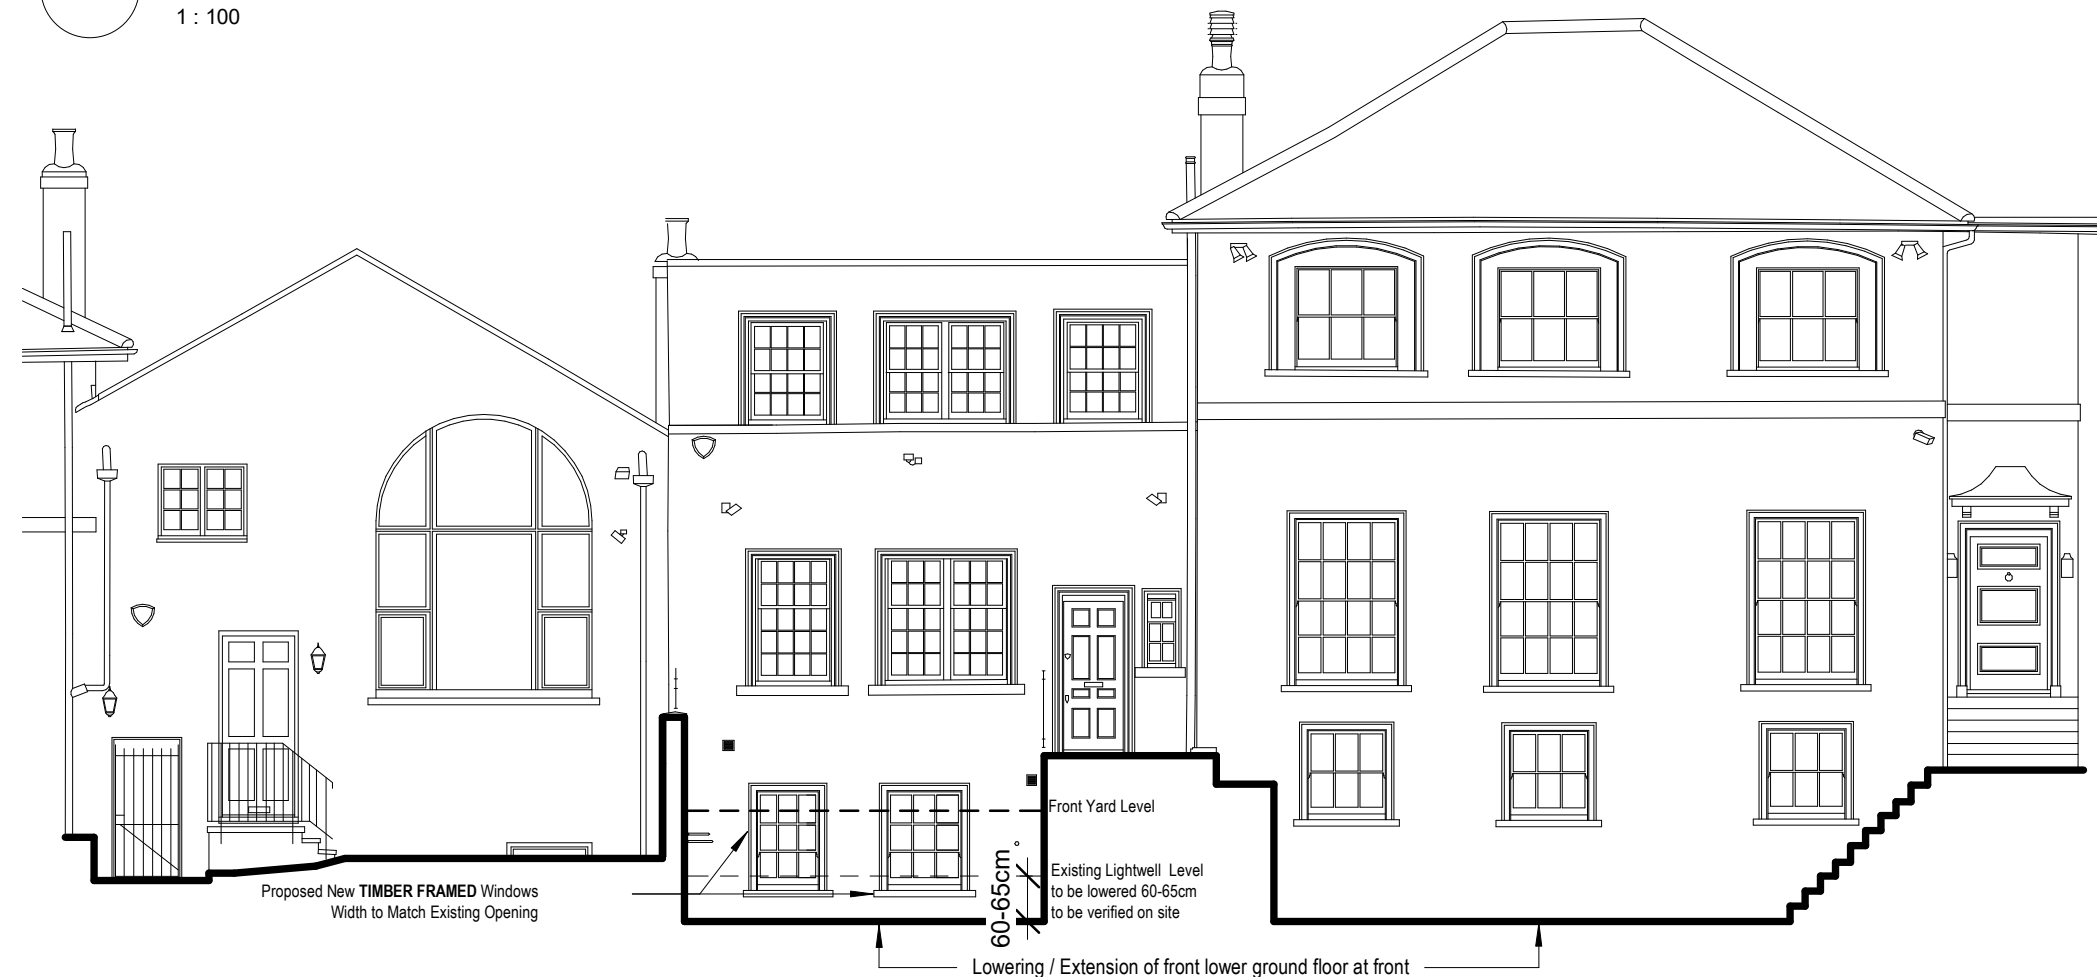 1 : 100
Front Yard Level
Existing Lightwell Level
to be lowered 60-65cm
to be verified on site
60-65cm
Proposed New TIMBER FRAMED Windows
Width to Match Existing Opening
Lowering / Extension of front lower ground floor at front